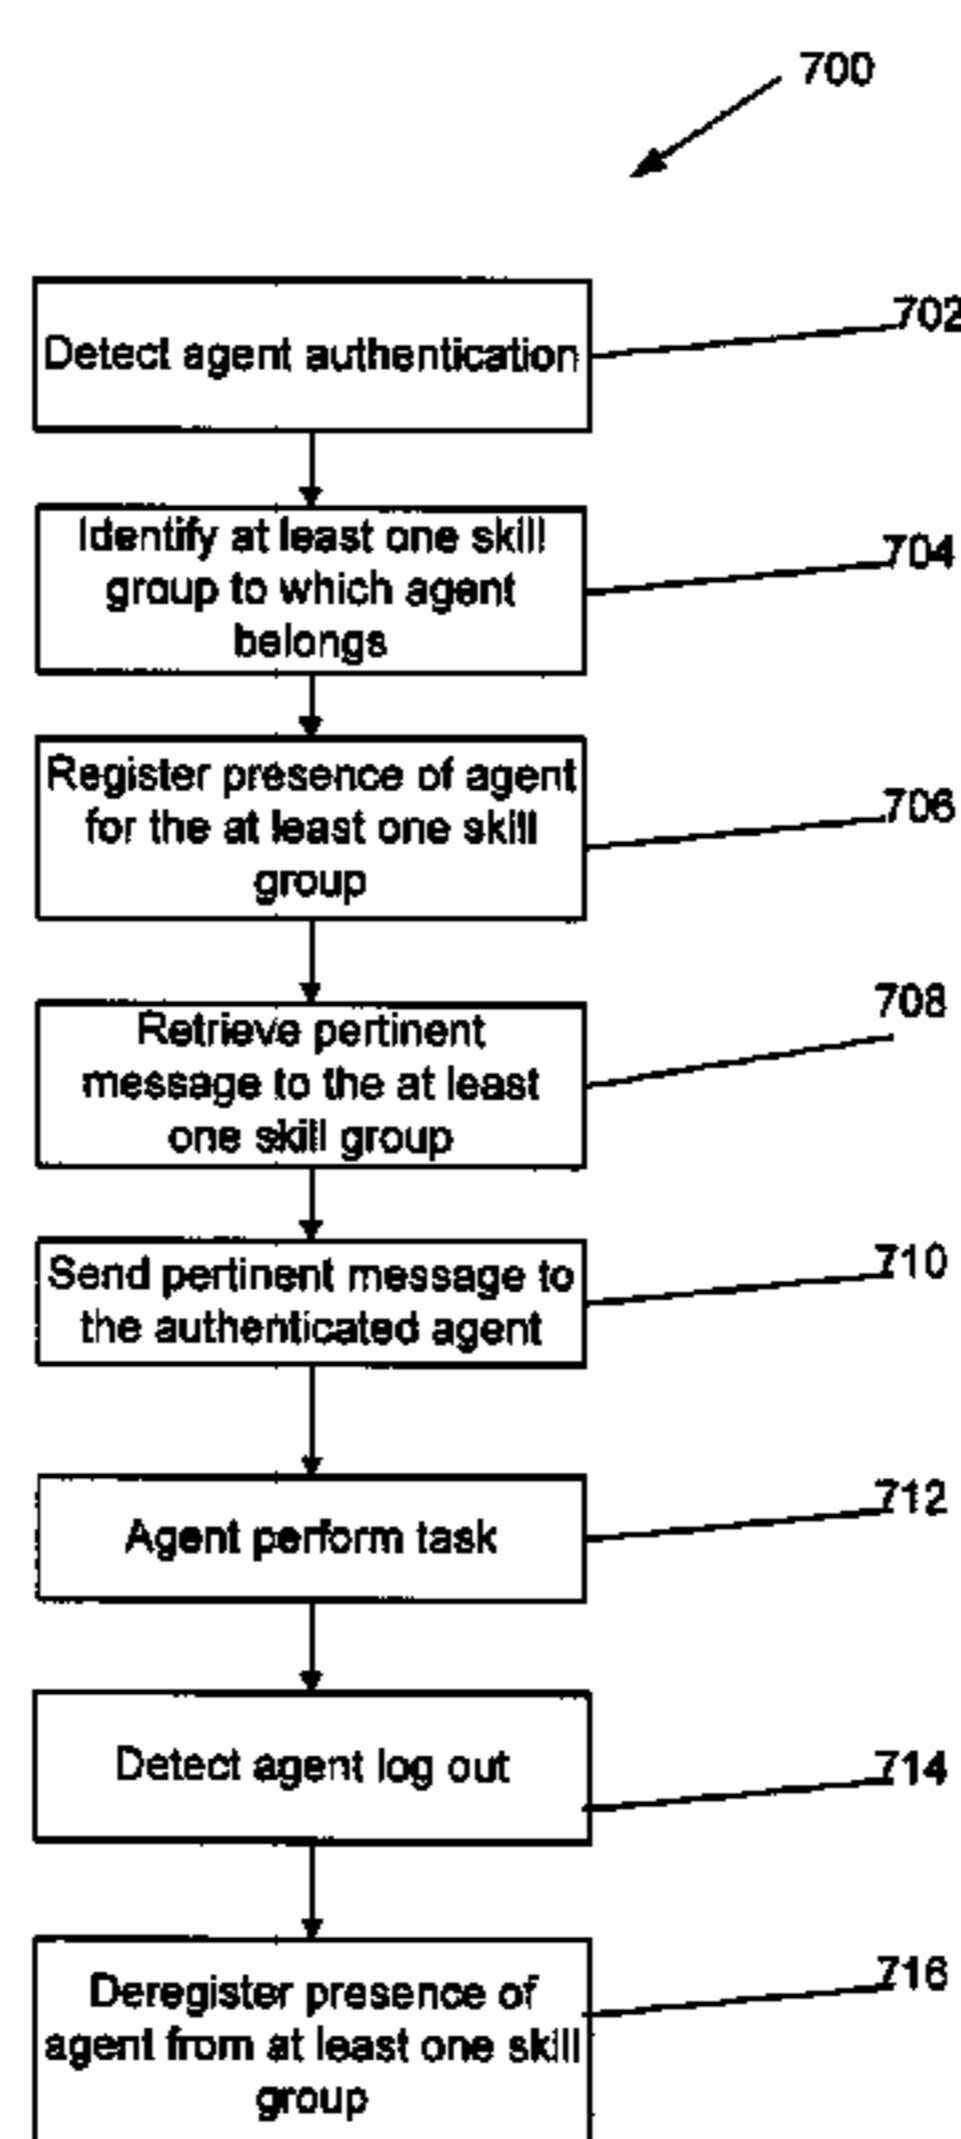 700
Detect agent authentication
702
Identify at least one skill
group to which agent
belongs
704
Register presence of agent
for the at least one skill
group
706
Retrieve pertinent
message to the at least
one skill group
708
Send pertinent message to
the authenticated agent
710
Agent perform task
712
Detect agent log out
714
Deregister presence of
agent from at least one skill
group
716